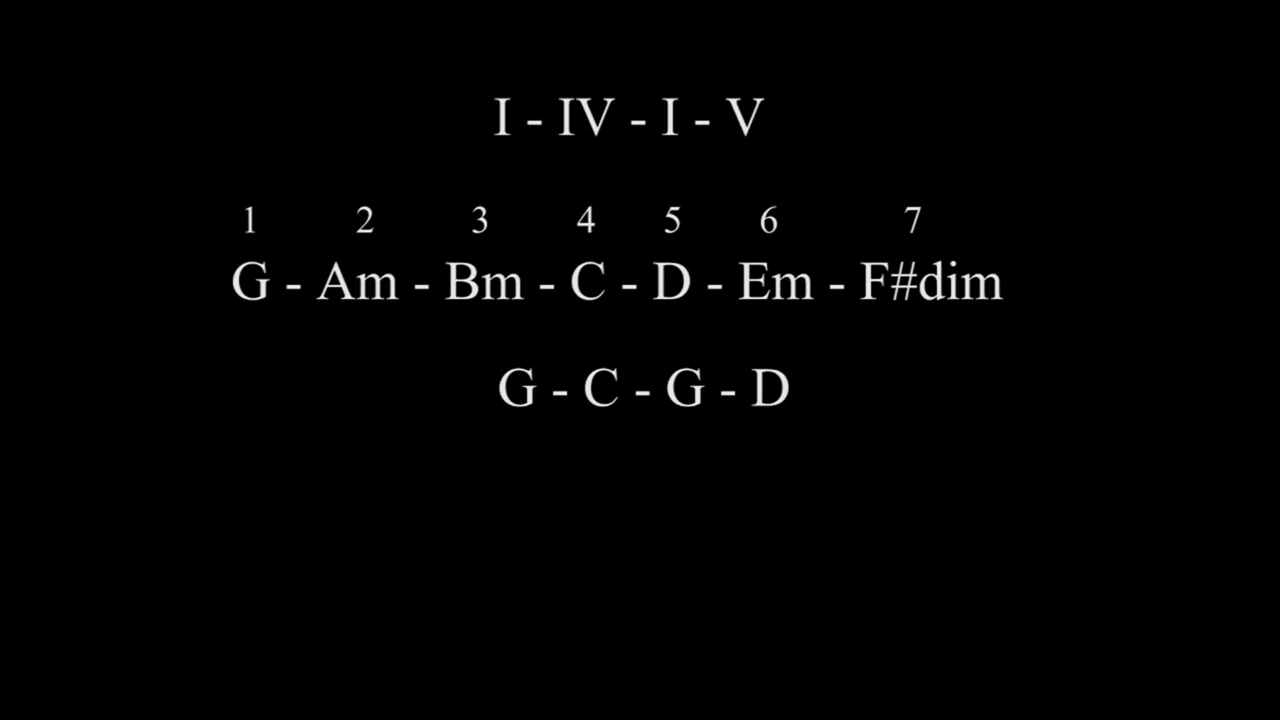 I - IV - I - V
1 2 3 4 5 6 7
G - Am - Bm - C - D - Em - F#dim
G - C - G - D